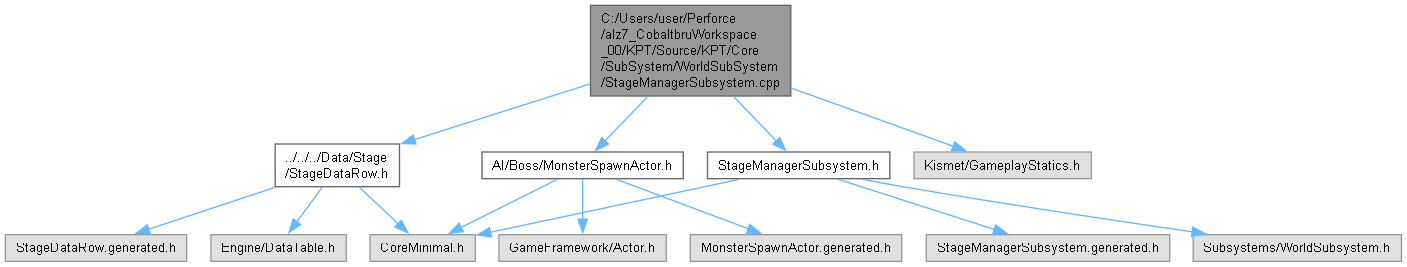 C:/Users/user/Perforce
/alz7_CobaltbruWorkspace
_00/KPT/Source/KPT/Core
/SubSystem/WorldSubSystem
/StageManagerSubsystem.cpp
../../../Data/Stage
/StageDataRow.h
AI/Boss/MonsterSpawnActor.h
StageManagerSubsystem.h
Kismet/GameplayStatics.h
StageDataRow.generated.h
Engine/DataTable.h
CoreMinimal.h
GameFramework/Actor.h
MonsterSpawnActor.generated.h
StageManagerSubsystem.generated.h
Subsystems/WorldSubsystem.h